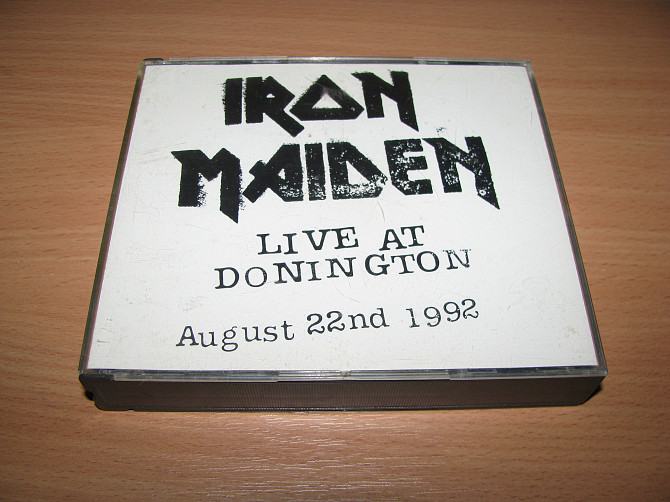 IRON
MAIDEN
LIVE AT
DONINGTON
August 22nd 1992